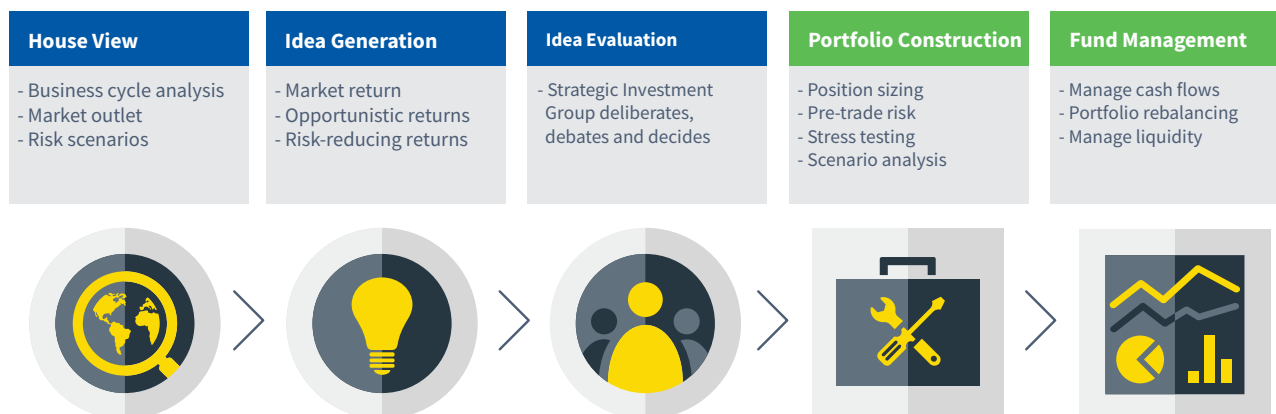 House View
- Business cycle analysis
- Market outlet
- Risk scenarios
Idea Generation
- Market return
- Opportunistic returns
- Risk-reducing returns
Idea Evaluation
- Strategic Investment
Group deliberates,
debates and decides
Portfolio Construction
- Position sizing
- Pre-trade risk
- Stress testing
- Scenario analysis
Fund Management
- Manage cash flows
- Portfolio rebalancing
- Manage liquidity